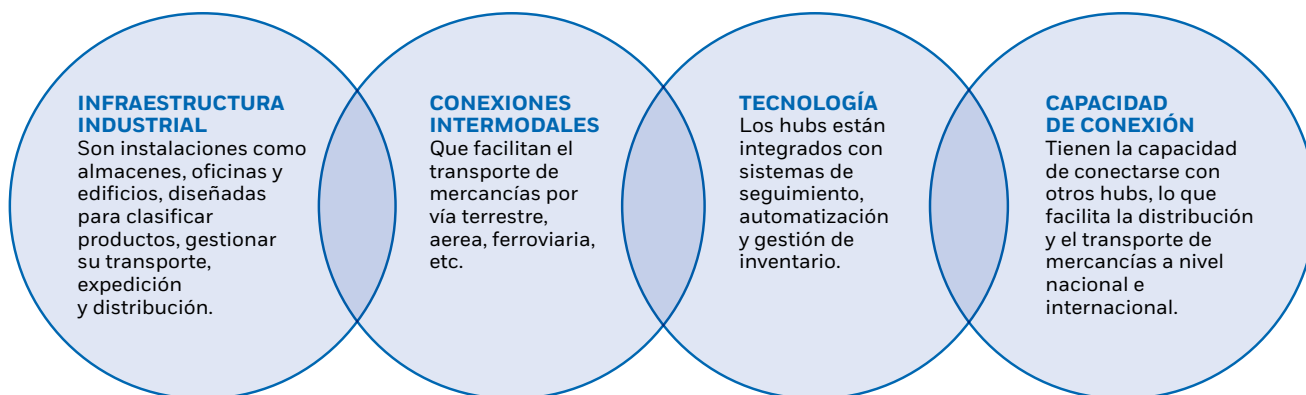 INFRAESTRUCTURA
INDUSTRIAL
Son instalaciones como
almacenes, oficinas y
edificios, diseñadas
para clasificar
productos, gestionar
su transporte,
expedición
y distribución.
CONEXIONES
INTERMODALES
Que facilitan el
transporte de
mercancías por
vía terrestre,
aerea, ferroviaria,
etc.
TECNOLOGÍA
Los hubs están
integrados con
sistemas de
seguimiento,
automatización
y gestión de
inventario.
CAPACIDAD
DE CONEXIÓN
Tienen la capacidad
de conectarse con
otros hubs, lo que
facilita la distribución
y el transporte de
mercancías a nivel
nacional e
internacional.